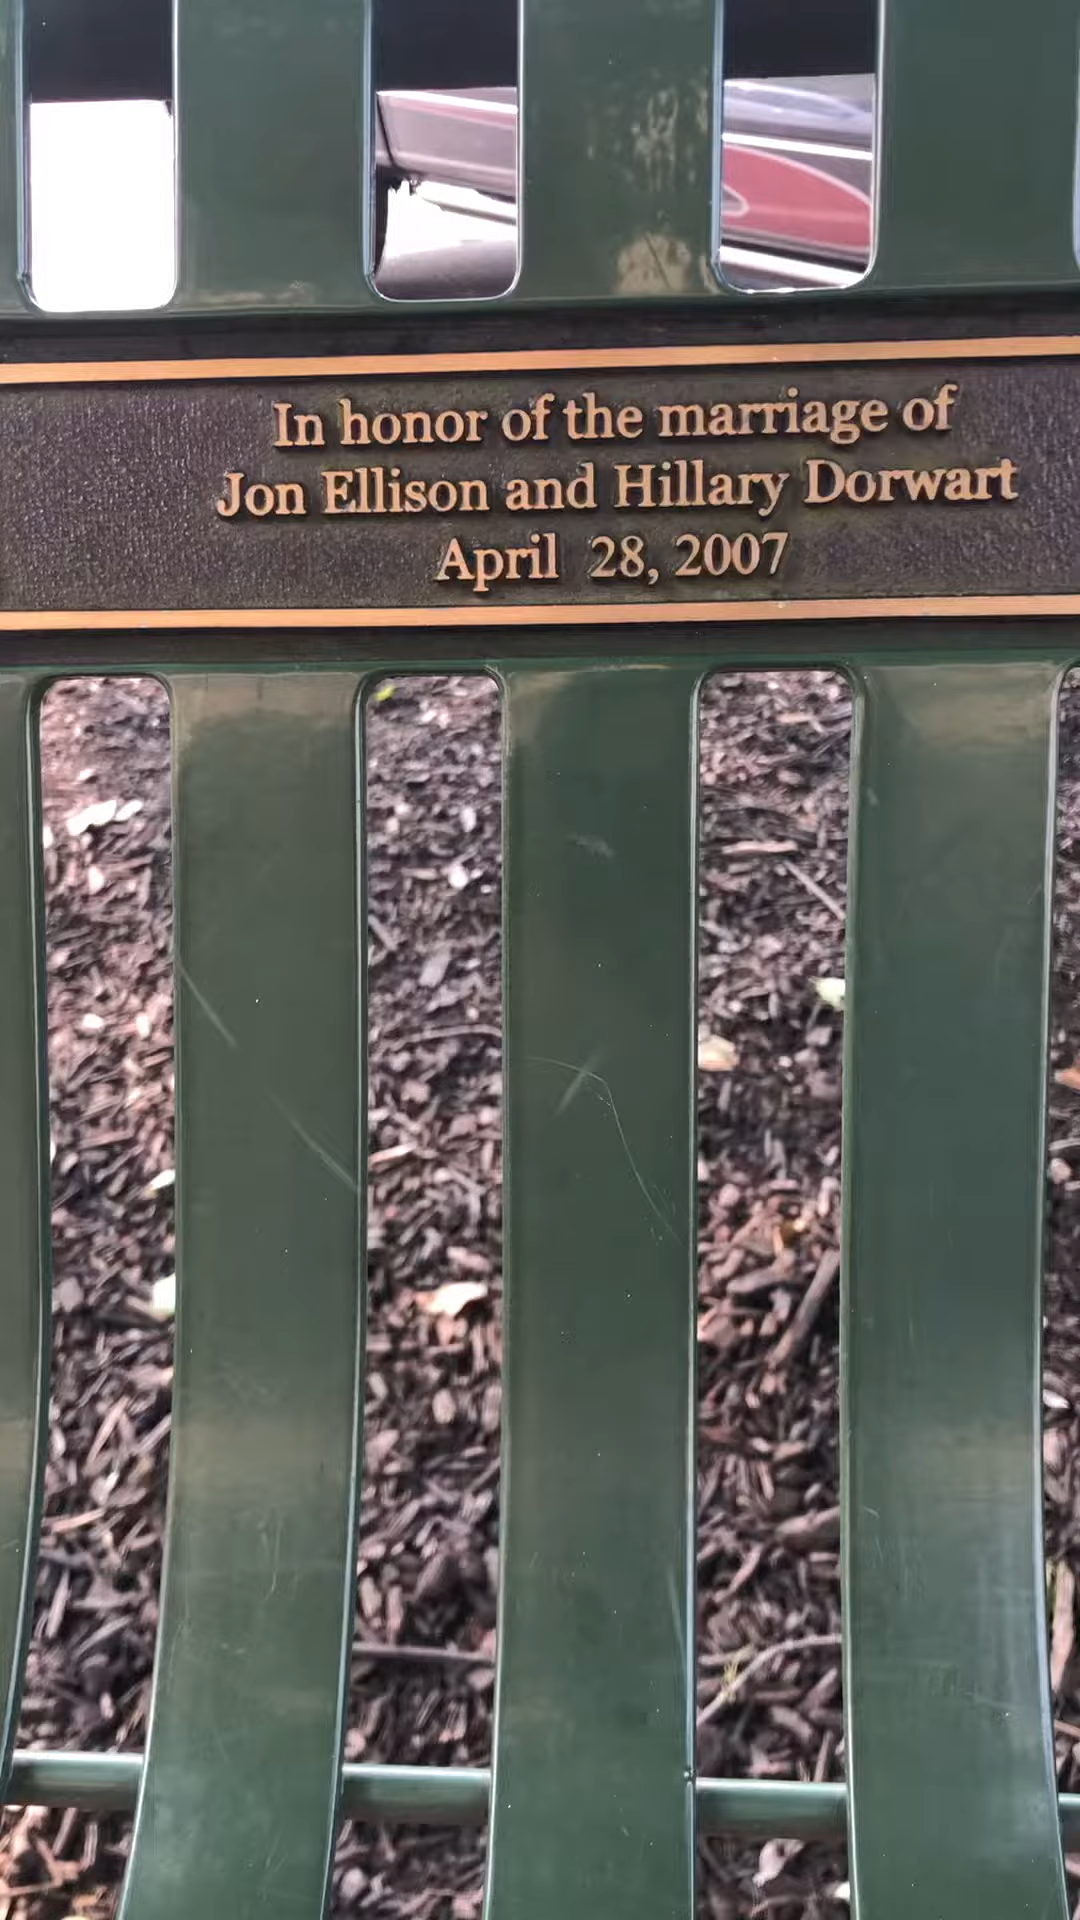 In honor of the marriage of
Jon Ellison and Hillary Dorwart
April 28, 2007